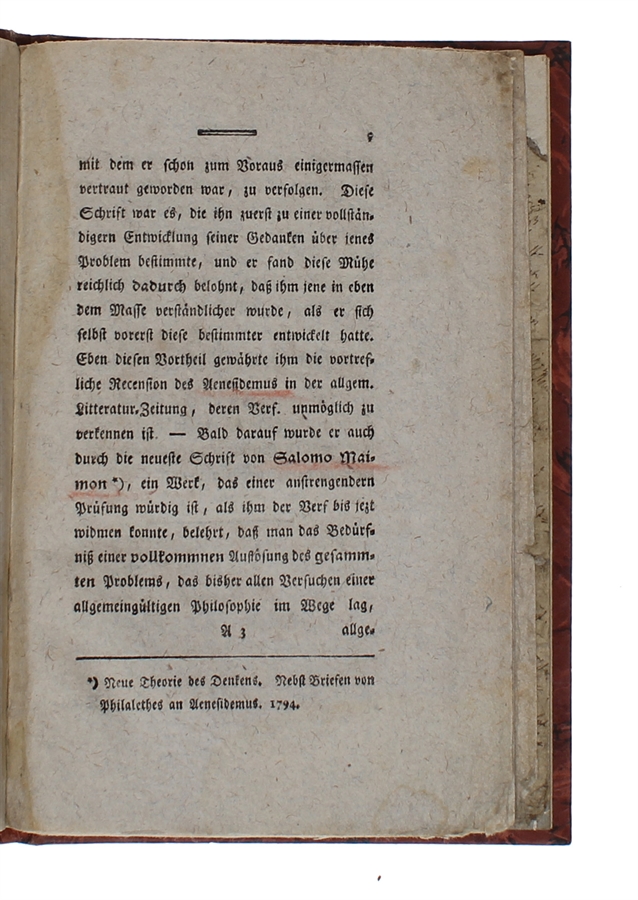 5
mit dem er schon zum Voraus einigermassen
vertraut geworden war, zu verfolgen. Diese
Schrift war es, die ihn zuerst zu einer vollstän-
digern Entwicklung seiner Gedanken über jenes
Problem bestimmte, und er fand diese Mühe
reichlich dadurch belohnt, daß ihm jene in eben
dem Masse verständlicher wurde, als er sich
selbst vorerst diese bestimmter entwickelt hatte.
Eben diesen Vortheil gewährte ihm die vortref-
liche Recension des Aenesidemus in der allgem.
Litteratur-Zeitung, deren Verf. unmöglich zu
verkennen ist. — Bald darauf wurde er auch
durch die neueste Schrift von Salomo Mai-
mon *), ein Werk, das einer anstrengendern
Prüfung würdig ist, als ihm der Verf bis jezt
widmen konnte, belehrt, daß man das Bedürf-
niß einer vollkommnen Auflösung des gesamm-
ten Problems, das bisher allen Versuchen einer
allgemeingültigen Philosophie im Wege lag,
A 3 allge-
*) Neue Theorie des Denkens. Nebst Briefen von
Philalethes an Aenesidemus. 1794.